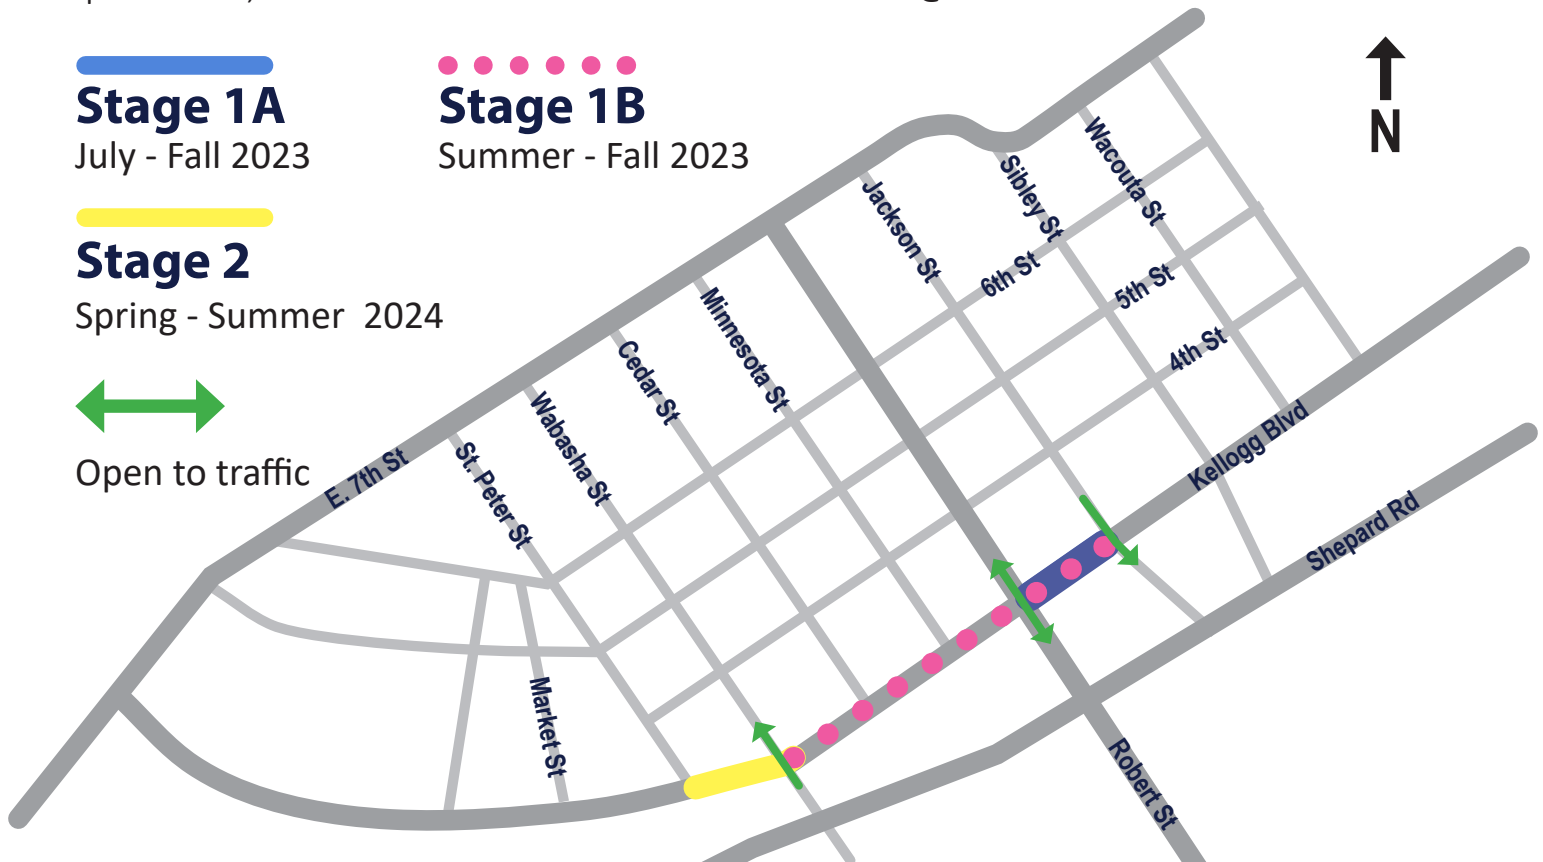 Stage 1A
July - Fall 2023
Stage 1B
Summer - Fall 2023
Stage 2
Spring - Summer 2024
Open to traffic
N
E. 7th St
St. Peter St
Wabasha St
Cedar St
Minnesota St
Jackson St
Sibley St
Wacouta St
6th St
5th St
4th St
Kellogg Blvd
Shepard Rd
Market St
Robert St